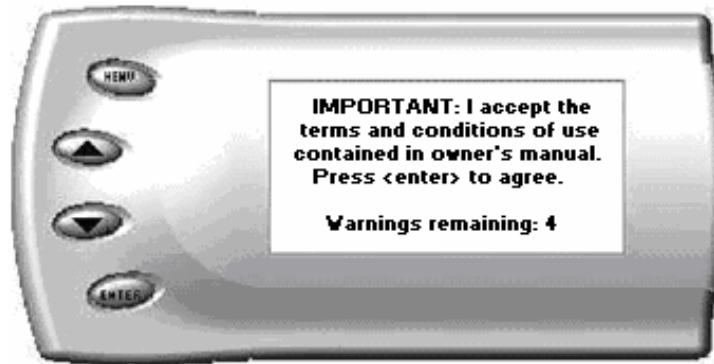 MENU
IMPORTANT: I accept the
terms and conditions of use
contained in owner's manual.
Press <enter> to agree.
Warnings remaining: 4
ENTER